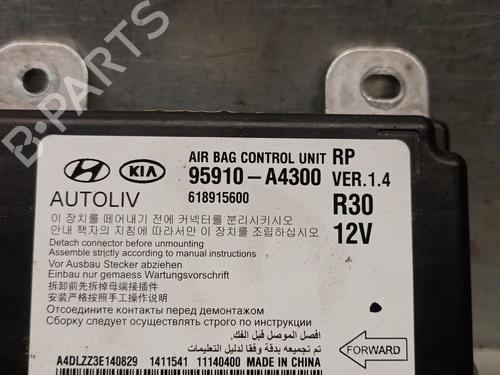 B-PARTS
HYUNDAI KIA
AIR BAG CONTROL UNIT RP
95910-A4300 VER.1.4
AUTOLIV 618915600 R30
12V
이 장치를 떼어내기 전에 커넥터를 분리시키시오
안내 책자의 지침에 따라서만 이 장치를 조립하십시오.
Detach connector before unmounting
Assemble strictly according to manual instructions
Vor Ausbau Stecker abziehen
Einbau nur gemaess Wartungsvorschrift
拆卸前先拆掉母端接插件
安装严格按照手工操作说明
Отсоедините контакты перед демонтажом
Сборку следует осуществлять строго по инструкции
افصل الموصل قبل الفك.
تم تجميعه بدقة وفقا لدليل التعليمات
FORWARD
A4DLZZ3E140829 1411541 11140400 MADE IN CHINA